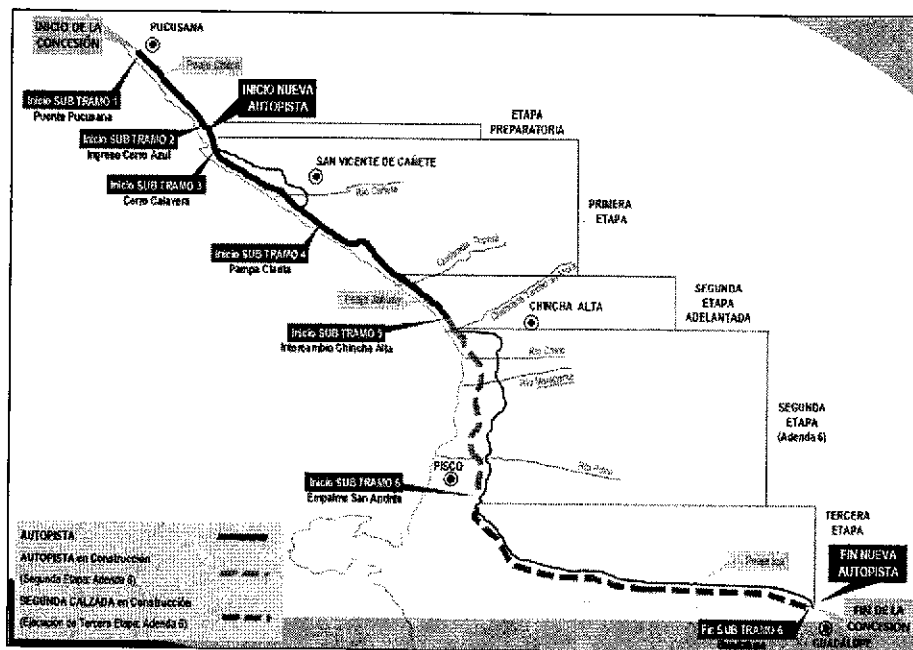 INICIO DE LA
CONCESIÓN
PUCUSANA
Inicio SUB TRAMO 1
Puente Pucusana
INICIO NUEVA
AUTOPISTA
Inicio SUB TRAMO 2
Ingreso Cerro Azul
ETAPA
PREPARATORIA
SAN VICENTE DE CAÑETE
Río Cañete
Inicio SUB TRAMO 3
Cerro Calavera
PRIMERA
ETAPA
Inicio SUB TRAMO 4
Pampa Clarita
Quebrada Topará
SEGUNDA
ETAPA
ADELANTADA
CHINCHA ALTA
Inicio SUB TRAMO 5
Intercambio Chincha Alta
Río Chico
Río Matagente
SEGUNDA
ETAPA
(Adenda 6)
Río Pisco
PISCO
Inicio SUB TRAMO 6
Empalme San Andrés
TERCERA
ETAPA
FIN NUEVA
AUTOPISTA
FIN DE LA
CONCESIÓN
Fin SUB TRAMO 6
GUADALUPE
AUTOPISTA
AUTOPISTA en Construcción
(Segunda Etapa: Adenda 6)
SEGUNDA CALZADA en Construcción
(Ejecución de Tercera Etapa: Adenda 6)